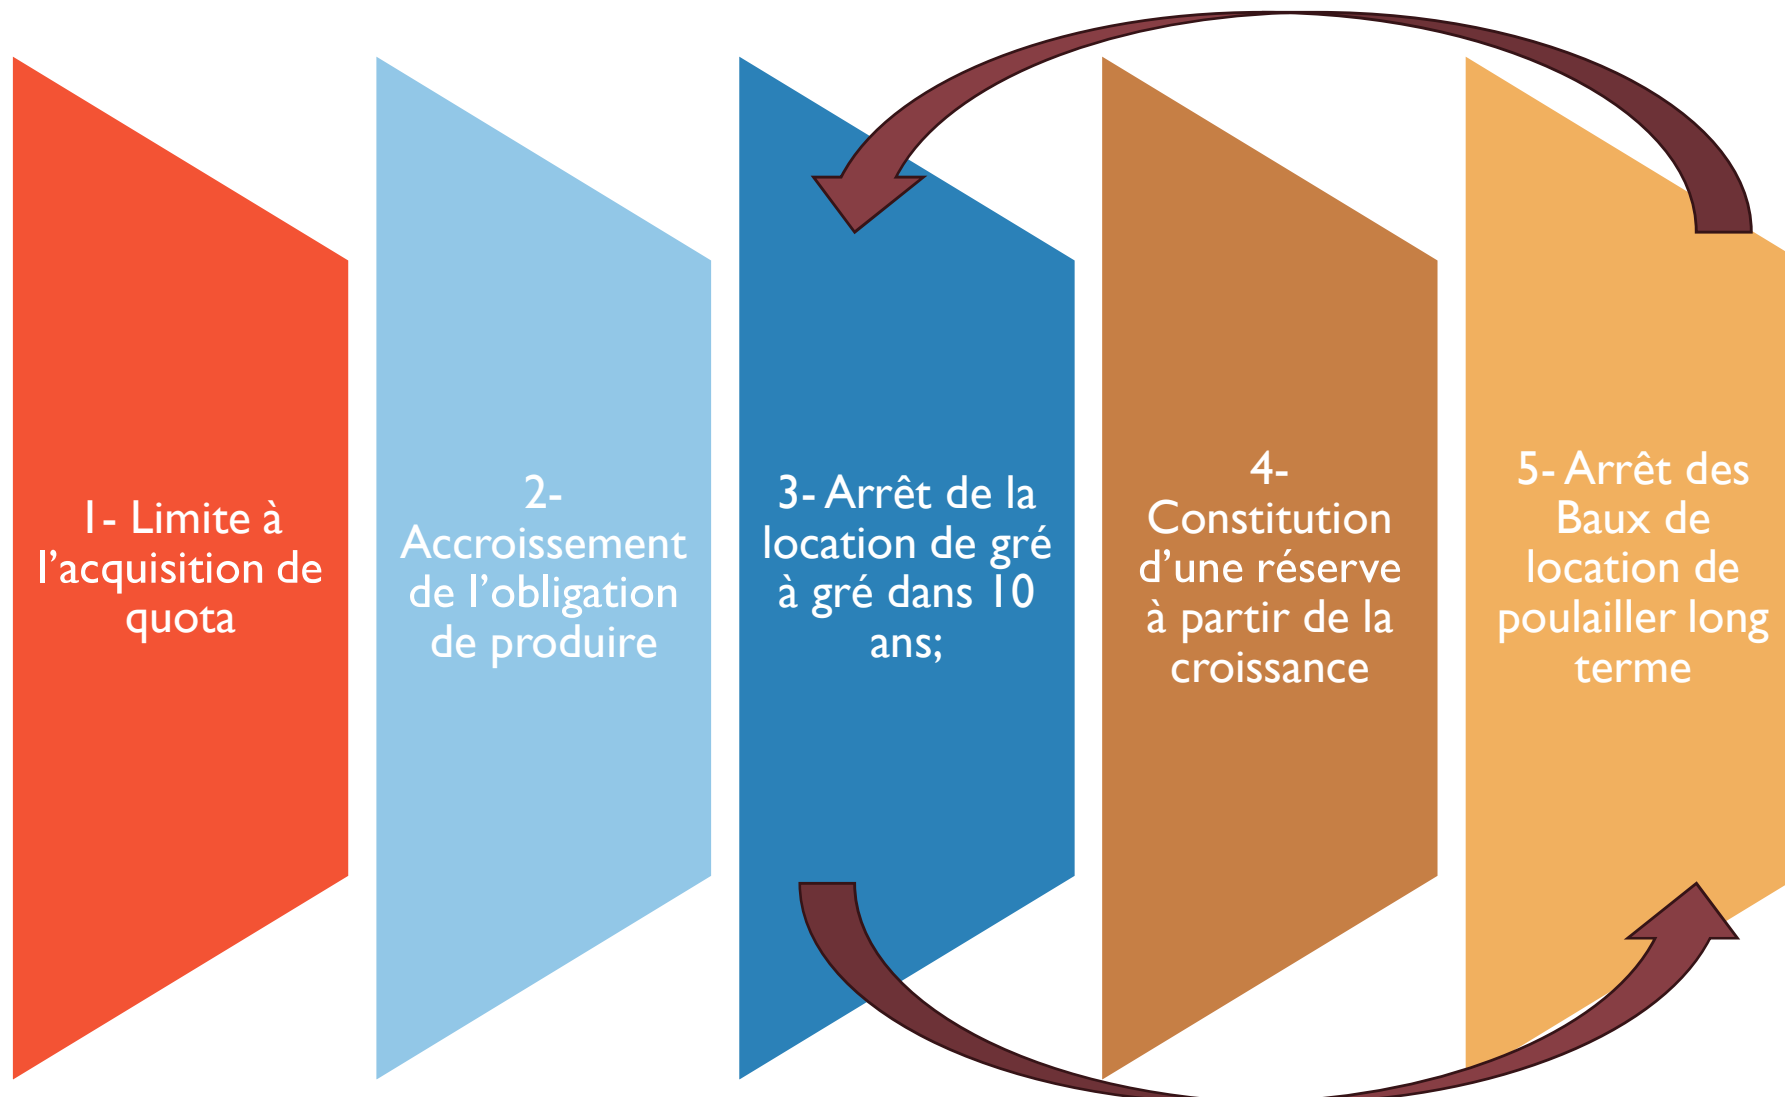 1- Limite à
l’acquisition de
quota
2-
Accroissement
de l’obligation
de produire
3- Arrêt de la
location de gré
à gré dans 10
ans;
4-
Constitution
d’une réserve
à partir de la
croissance
5- Arrêt des
Baux de
location de
poulailler long
terme